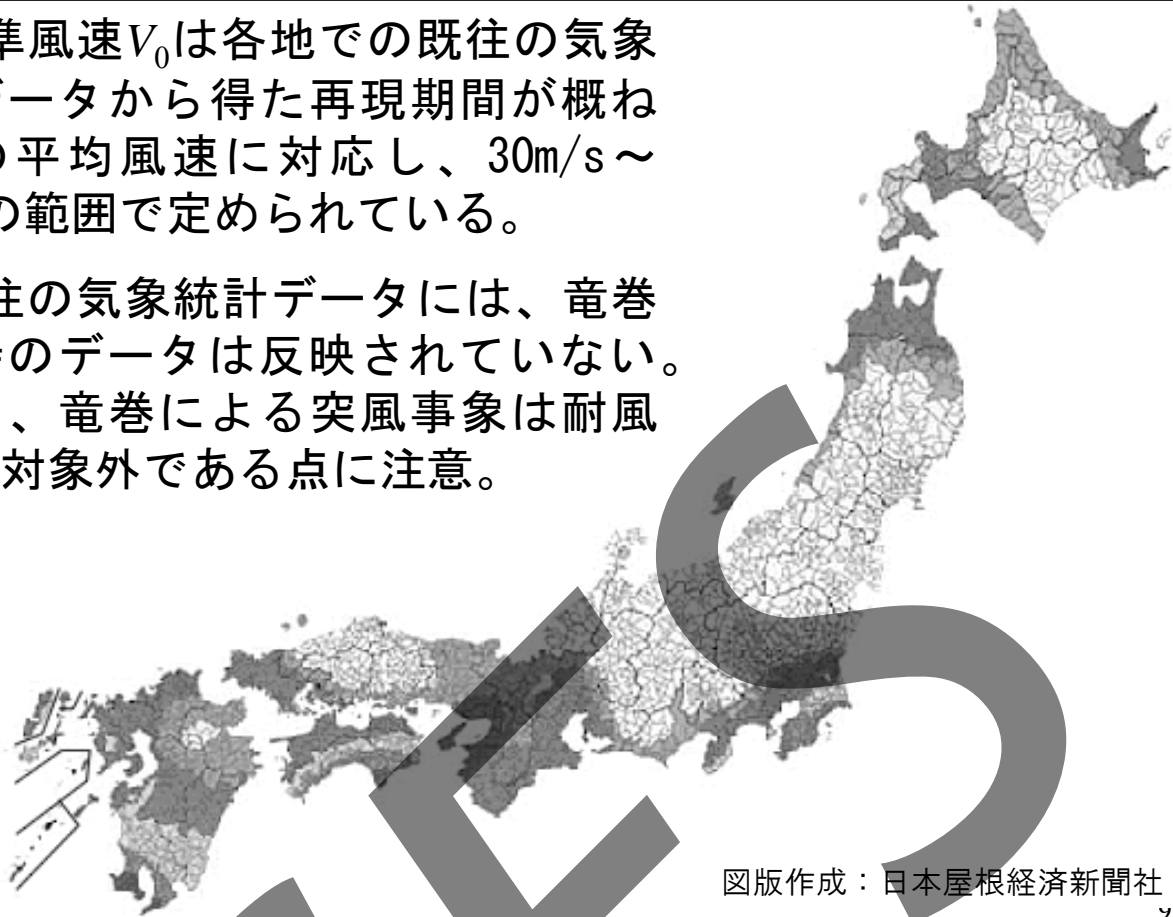 準風速V₀は各地での既往の気象
データから得た再現期間が概ね
の平均風速に対応し、30m/s～
の範囲で定められている。
往の気象統計データには、竜巻
のデータは反映されていない。
、竜巻による突風事象は耐風
対象外である点に注意。
ES
図版作成：日本屋根経済新聞社